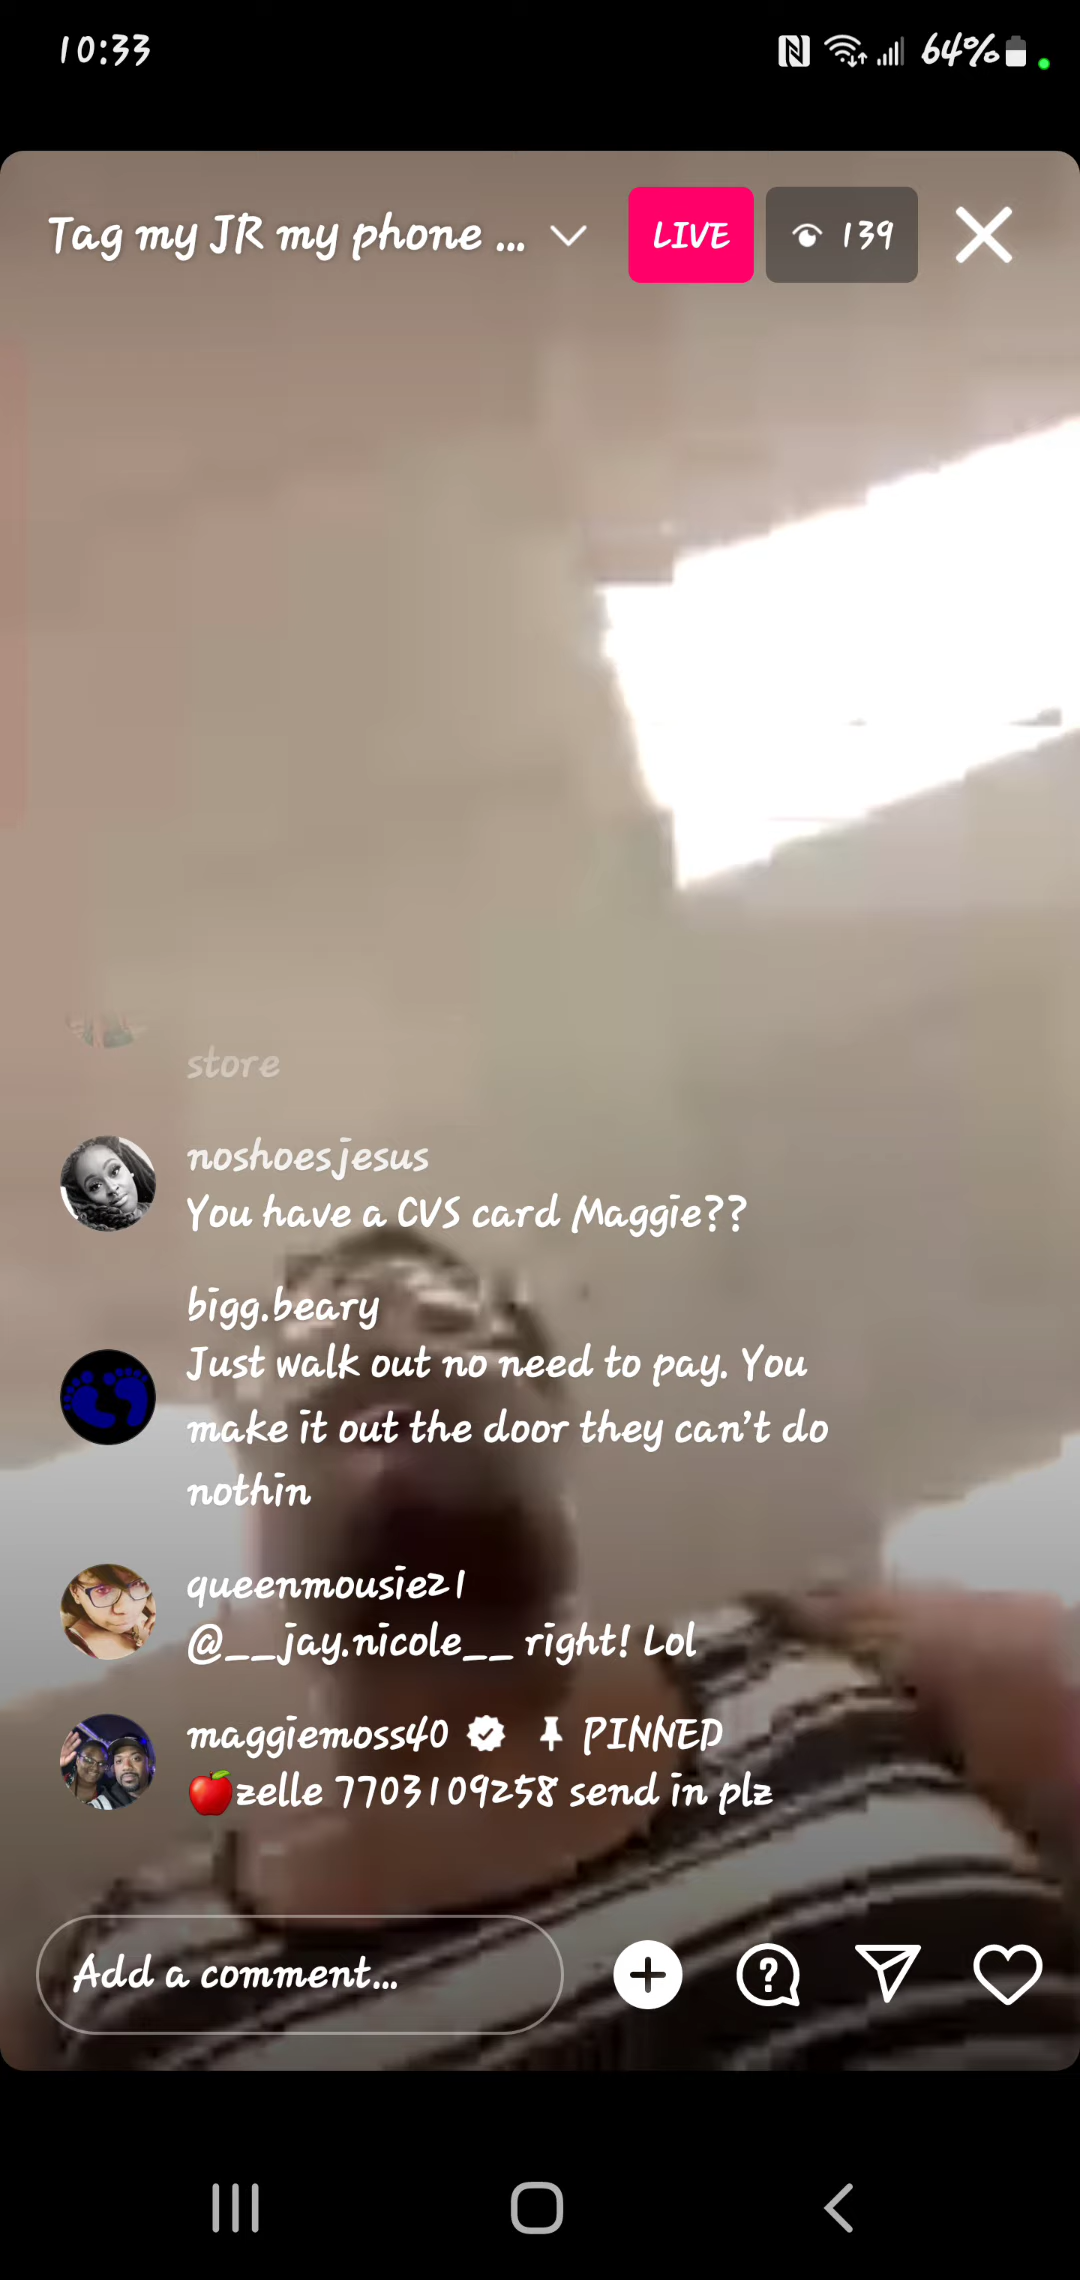 10:33
64%
Tag my JR my phone ...
LIVE
139
store
noshoesjesus
You have a CVS card Maggie??
bigg.beary
Just walk out no need to pay. You
make it out the door they can't do
nothin
queenmousie21
@__jay.nicole__ right! Lol
maggiemoss40 PINNED
🍎zelle 7703109258 send in plz
Add a comment...